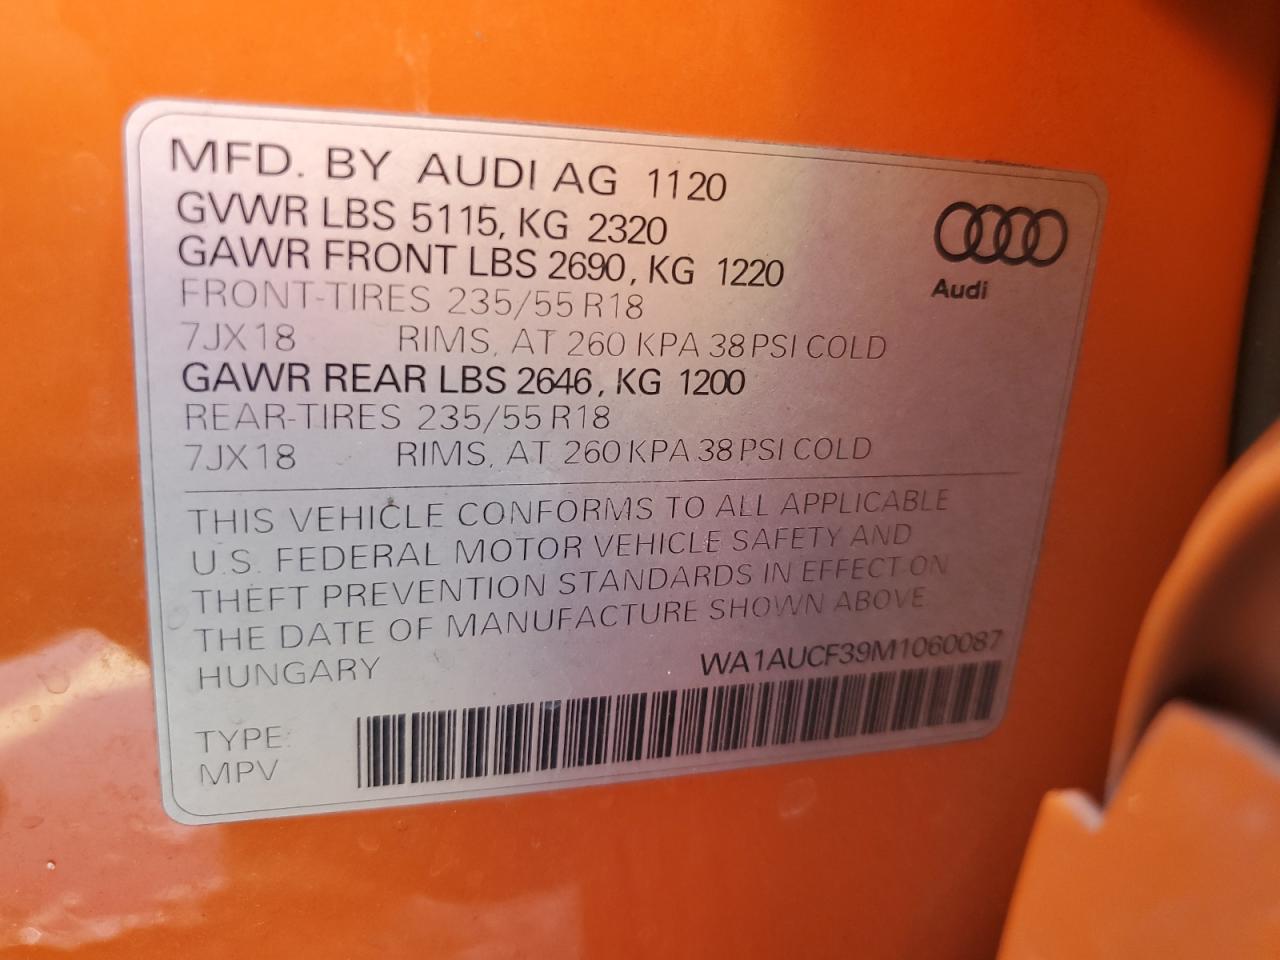 MFD. BY AUDI AG 1120
GVWR LBS 5115, KG 2320
GAWR FRONT LBS 2690, KG 1220
FRONT-TIRES 235/55 R18
7JX18 RIMS, AT 260 KPA 38 PSI COLD
GAWR REAR LBS 2646, KG 1200
REAR-TIRES 235/55 R18
7JX18 RIMS, AT 260 KPA 38 PSI COLD
Audi
THIS VEHICLE CONFORMS TO ALL APPLICABLE
U.S. FEDERAL MOTOR VEHICLE SAFETY AND
THEFT PREVENTION STANDARDS IN EFFECT ON
THE DATE OF MANUFACTURE SHOWN ABOVE
HUNGARY WA1AUCF39M1060087
TYPE:
MPV